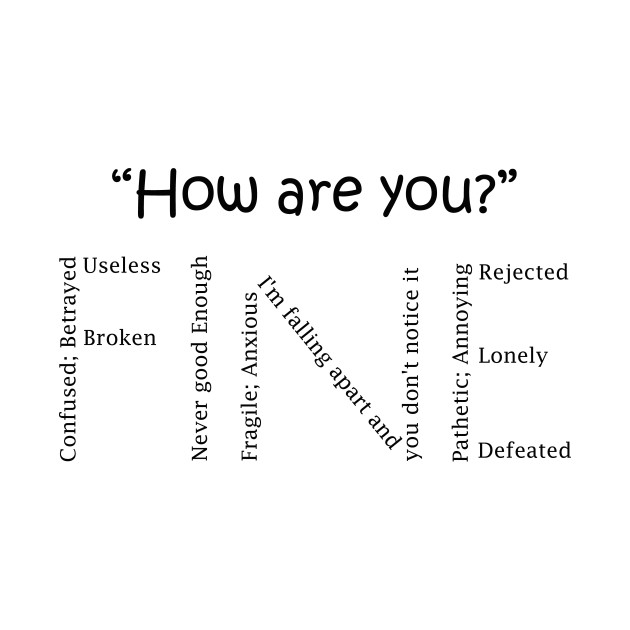 “How are you?”
Confused; Betrayed
Useless
Broken
Never good Enough
Fragile; Anxious
I'm falling apart and
you don't notice it
Pathetic; Annoying
Rejected
Lonely
Defeated